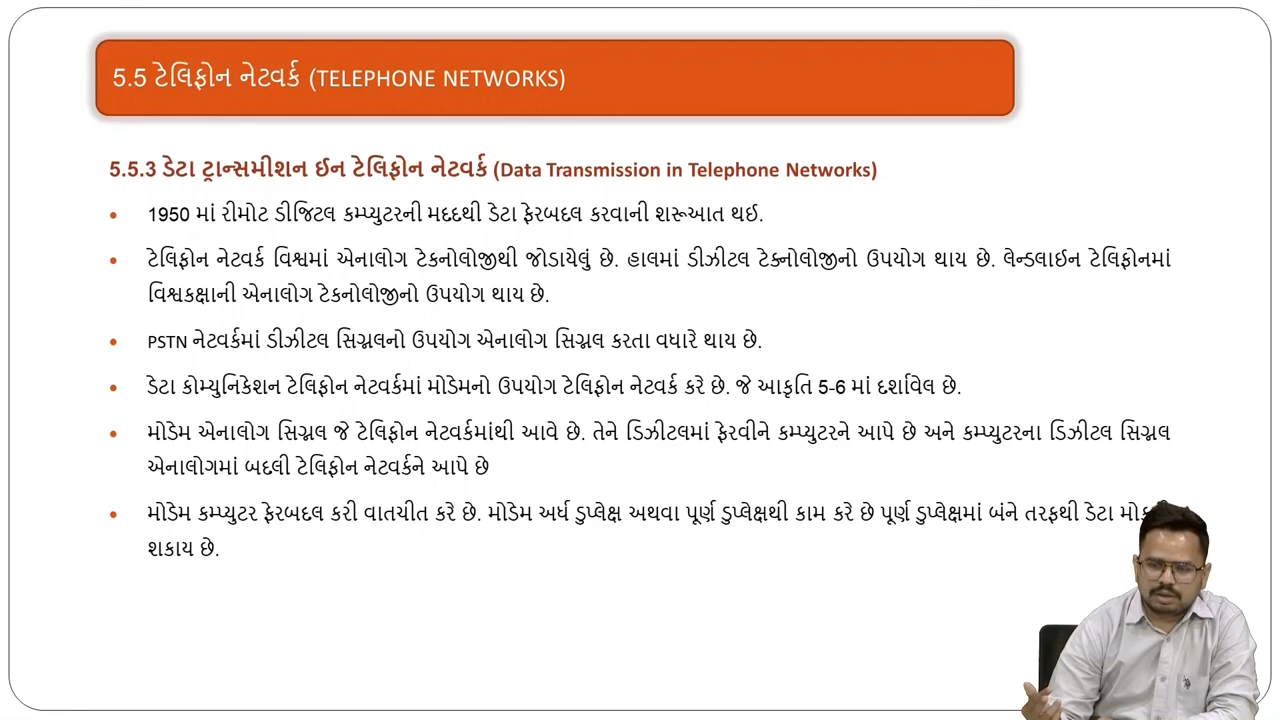 5.5 ટેલિફોન નેટવર્ક (TELEPHONE NETWORKS)
5.5.3 ડેટા ટ્રાન્સમીશન ઈન ટેલિફોન નેટવર્ક (Data Transmission in Telephone Networks)
• 1950 માં રીમોટ ડીજિટલ કમ્પ્યુટરની મદદથી ડેટા ફેરબદલ કરવાની શરૂઆત થઈ.
• ટેલિફોન નેટવર્ક વિશ્વમાં એનાલોગ ટેકનોલોજીથી જોડાયેલું છે. હાલમાં ડીઝીટલ ટેક્નોલોજીનો ઉપયોગ થાય છે. લેન્ડલાઈન ટેલિફોનમાં
વિશ્વકક્ષાની એનાલોગ ટેકનોલોજીનો ઉપયોગ થાય છે.
• PSTN નેટવર્કમાં ડીઝીટલ સિગ્નલનો ઉપયોગ એનાલોગ સિગ્નલ કરતા વધારે થાય છે.
• ડેટા કોમ્યુનિકેશન ટેલિફોન નેટવર્કમાં મોડેમનો ઉપયોગ ટેલિફોન નેટવર્ક કરે છે. જે આકૃતિ 5-6 માં દર્શાવેલ છે.
• મોડેમ એનાલોગ સિગ્નલ જે ટેલિફોન નેટવર્કમાંથી આવે છે. તેને ડિઝીટલમાં ફેરવીને કમ્પ્યુટરને આપે છે અને કમ્પ્યુટરના ડિઝીટલ સિગ્નલ
એનાલોગમાં બદલી ટેલિફોન નેટવર્કને આપે છે
• મોડેમ કમ્પ્યુટર ફેરબદલ કરી વાતચીત કરે છે. મોડેમ અર્ધ ડુપ્લેક્ષ અથવા પૂર્ણ ડુપ્લેક્ષથી કામ કરે છે પૂર્ણ ડુપ્લેક્ષમાં બંને તરફથી ડેટા
શકાય છે.